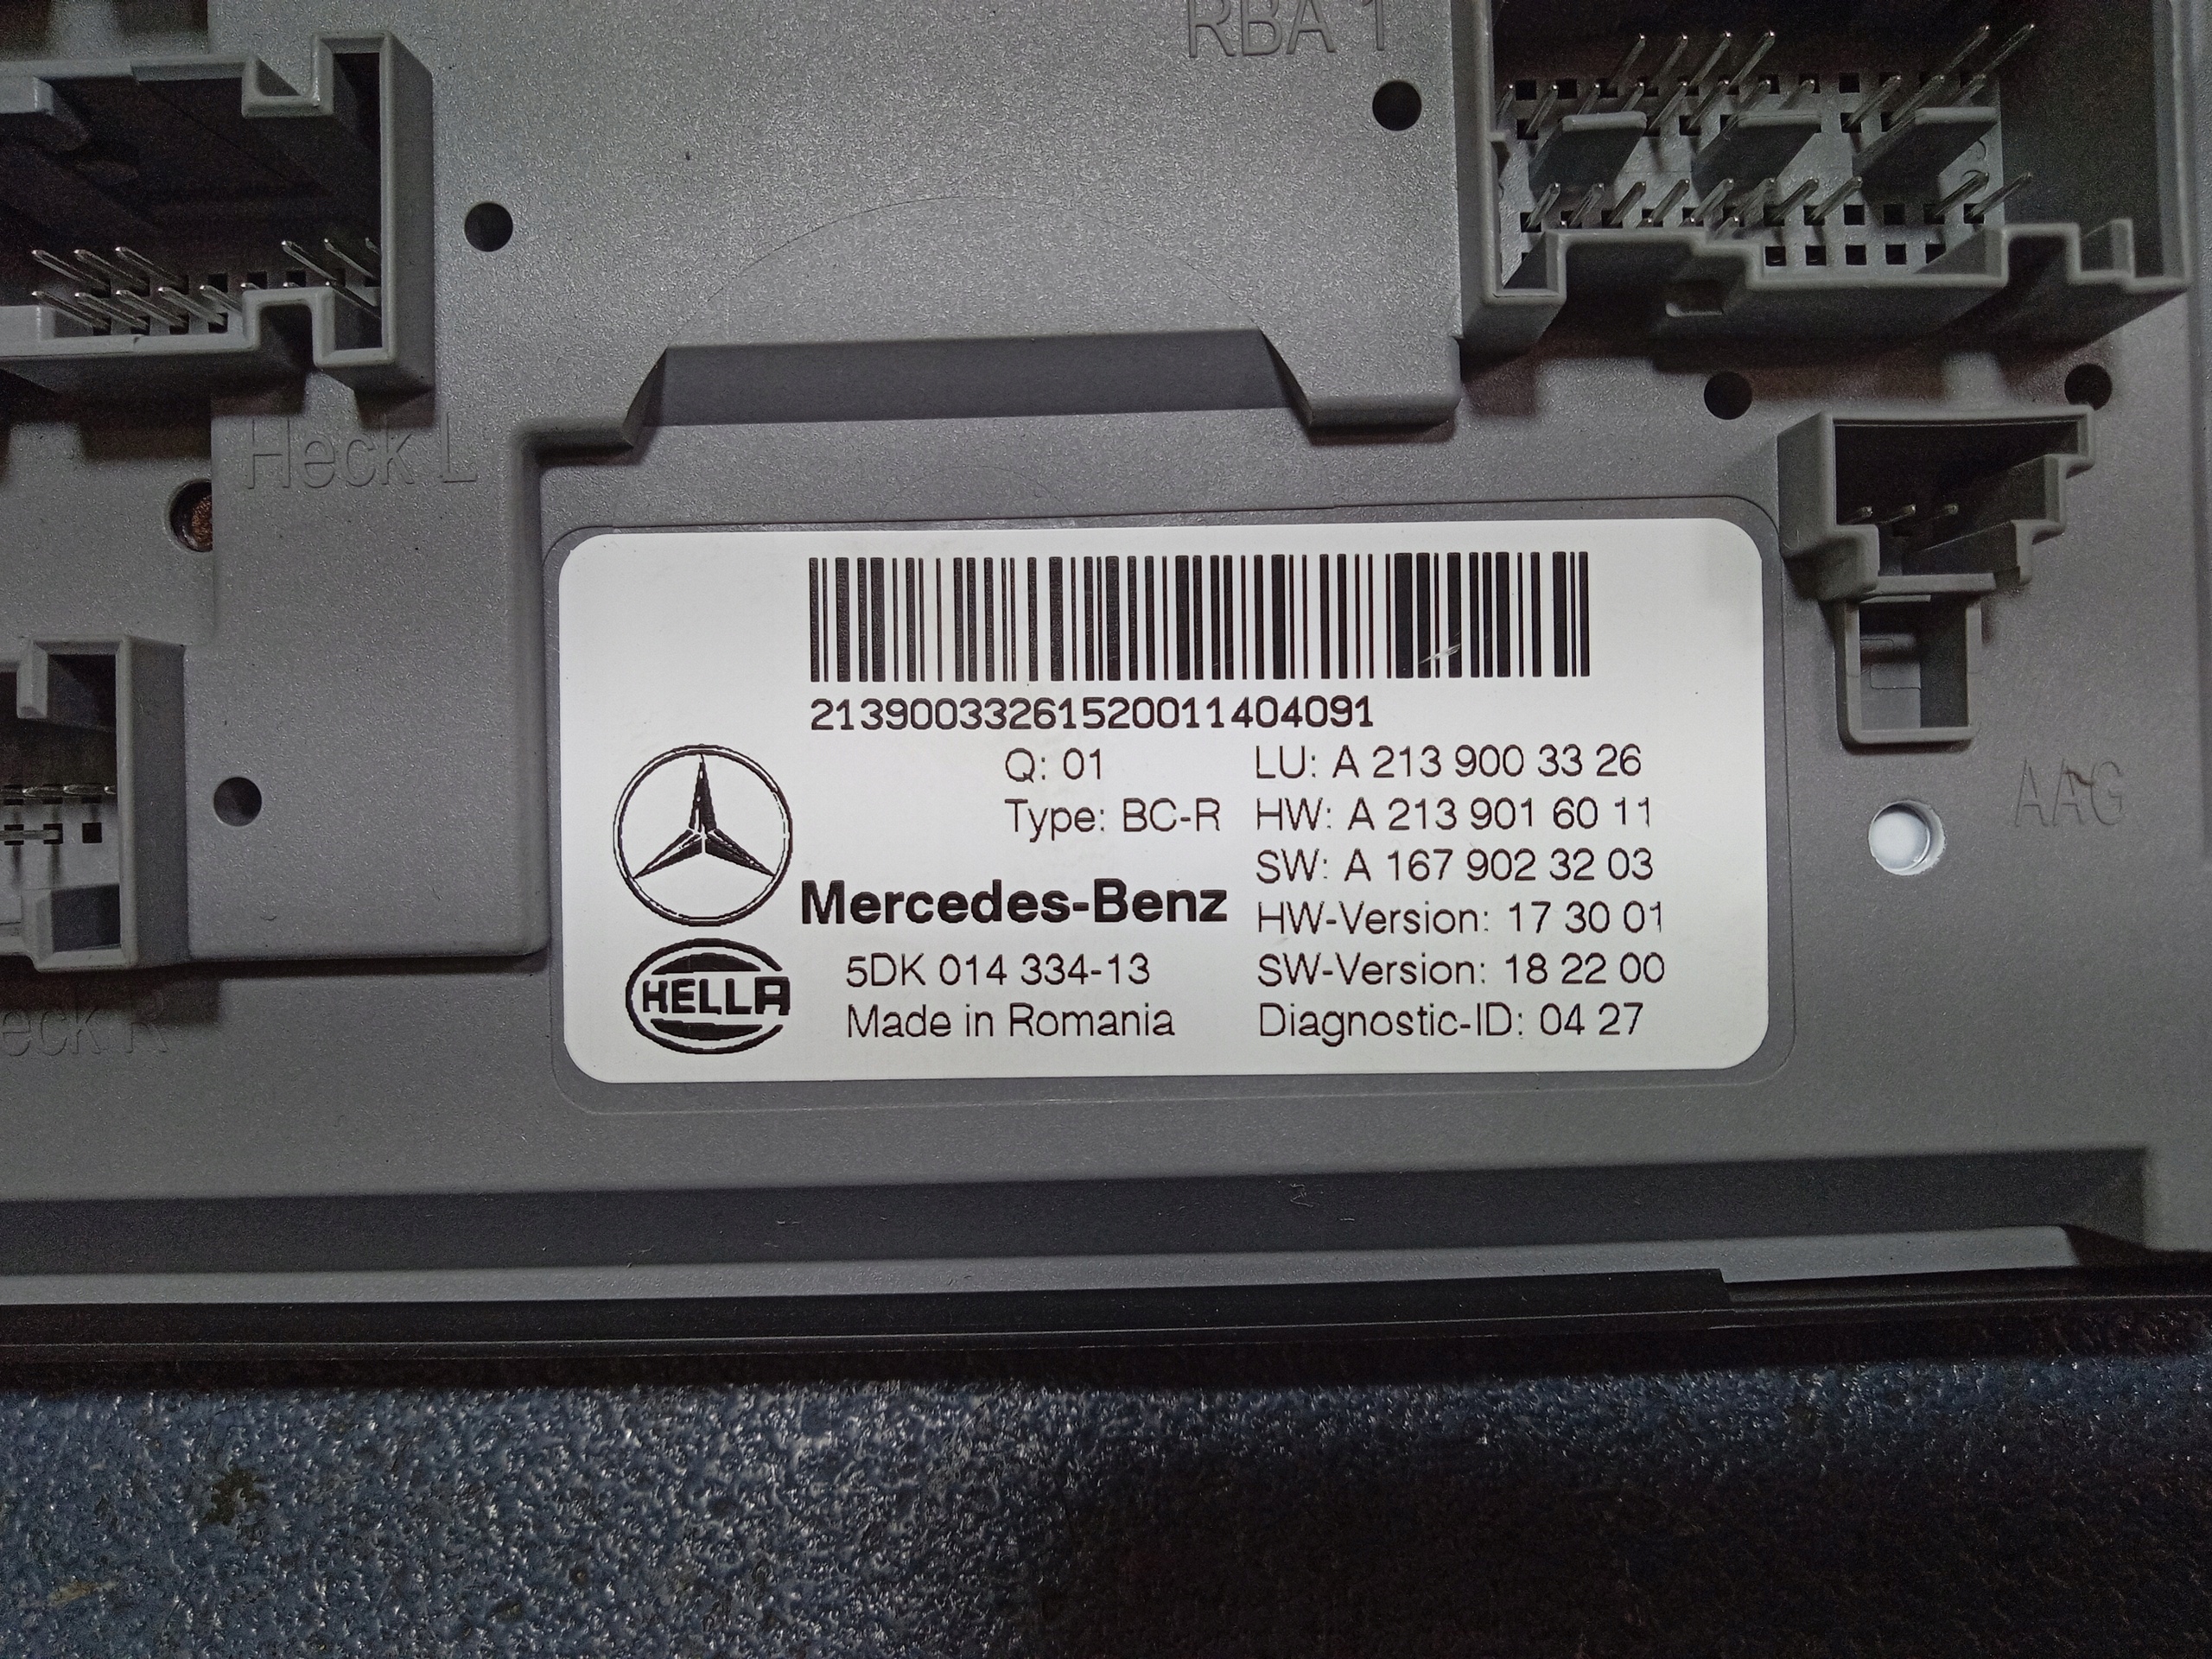 RBA 1
Heck L
21390033261520011404091
Q: 01 LU: A 213 900 33 26
Type: BC-R HW: A 213 901 60 11
SW: A 167 902 32 03
Mercedes-Benz HW-Version: 17 30 01
5DK 014 334-13 SW-Version: 18 22 00
HELLA Made in Romania Diagnostic-ID: 04 27
AAG
eck R